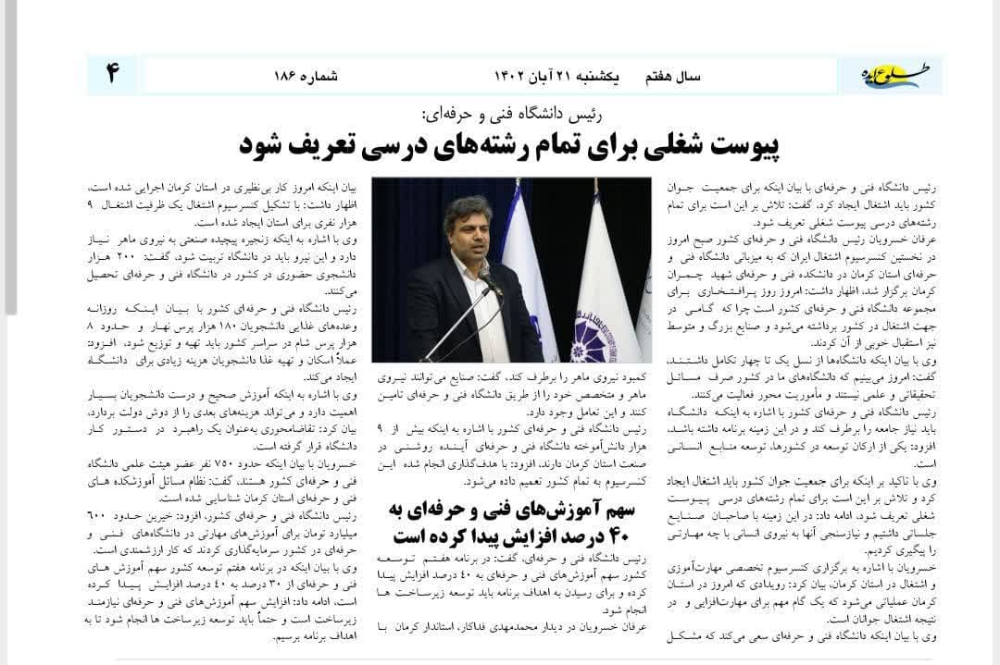 طلوع ایده
سال هفتم یکشنبه ۲۱ آبان ۱۴۰۲ شماره ۱۸۶
۴
رئیس دانشگاه فنی و حرفه‌ای:
پیوست شغلی برای تمام رشته‌های درسی تعریف شود
رئیس دانشگاه فنی و حرفه‌ای با بیان اینکه برای جمعیت جوان
کشور باید اشتغال ایجاد کرد، گفت: تلاش بر این است برای تمام
رشته‌های درسی پیوست شغلی تعریف شود.
عرفان خسرویان رئیس دانشگاه فنی و حرفه‌ای کشور صبح امروز
در نخستین کنسرسیوم اشتغال ایران که به میزبانی دانشگاه فنی و
حرفه‌ای استان کرمان در دانشکده فنی و حرفه‌ای شهید چمران
کرمان برگزار شد، اظهار داشت: امروز روز پرافتخاری برای
مجموعه دانشگاه فنی و حرفه‌ای کشور است چرا که گامی در
جهت اشتغال در کشور برداشته می‌شود و صنایع بزرگ و متوسط
نیز استقبال خوبی از آن کردند.
وی با بیان اینکه دانشگاه‌ها از نسل یک تا چهار تکامل داشتند،
گفت: امروز می‌بینیم که دانشگاه‌های ما در کشور صرف مسائل
تحقیقاتی و علمی نیستند و مأموریت محور فعالیت می‌کنند.
رئیس دانشگاه فنی و حرفه‌ای کشور با اشاره به اینکه دانشگاه
باید نیاز جامعه را برطرف کند و در این زمینه برنامه داشته باشد،
افزود: یکی از ارکان توسعه در کشورها، توسعه منابع انسانی
است.
وی با تاکید بر اینکه برای جمعیت جوان کشور باید اشتغال ایجاد
کرد و تلاش بر این است برای تمام رشته‌های درسی پیوست
شغلی تعریف شود، ادامه داد: در این زمینه با صاحبان صنایع
جلساتی داشتیم و نیازسنجی آنها به نیروی انسانی با چه مهارتی
را پیگیری کردیم.
خسرویان با اشاره به برگزاری کنسرسیوم تخصصی مهارت‌آموزی
و اشتغال در استان کرمان، بیان کرد: رویدادی که امروز در استان
کرمان عملیاتی می‌شود که یک گام مهم برای مهارت‌افزایی و در
نتیجه اشتغال جوانان است.
وی با بیان اینکه دانشگاه فنی و حرفه‌ای سعی می‌کند که مشکل
کمبود نیروی ماهر را برطرف کند، گفت: صنایع می‌توانند نیروی
ماهر و متخصص خود را از طریق دانشگاه فنی و حرفه‌ای تامین
کنند و این تعامل وجود دارد.
رئیس دانشگاه فنی و حرفه‌ای کشور با اشاره به اینکه بیش از ۹
هزار دانش‌آموخته دانشگاه فنی و حرفه‌ای آینده روشنی در
صنعت استان کرمان دارند، افزود: با هدف‌گذاری انجام شده این
کنسرسیوم به تمام کشور تعمیم داده می‌شود.
سهم آموزش‌های فنی و حرفه‌ای به
۴۰ درصد افزایش پیدا کرده است
رئیس دانشگاه فنی و حرفه‌ای، گفت: در برنامه هفتم توسعه
کشور سهم آموزش های فنی و حرفه‌ای به ۴۰ درصد افزایش پیدا
کرده و برای رسیدن به اهداف برنامه باید توسعه زیرساخت ها
انجام شود.
عرفان خسرویان در دیدار محمدمهدی فداکار، استاندار کرمان با
بیان اینکه امروز کار بی‌نظیری در استان کرمان اجرایی شده است،
اظهار داشت: با تشکیل کنسرسیوم اشتغال یک ظرفیت اشتغال ۹
هزار نفری برای استان ایجاد شده است.
وی با اشاره به اینکه زنجیره پیچیده صنعتی به نیروی ماهر نیاز
دارد و این نیرو باید در دانشگاه تربیت شود، گفت: ۲۰۰ هزار
دانشجوی حضوری در کشور در دانشگاه فنی و حرفه‌ای تحصیل
می‌کنند.
رئیس دانشگاه فنی و حرفه‌ای کشور با بیان اینکه روزانه
وعده‌های غذایی دانشجویان ۱۸۰ هزار پرس نهار و حدود ۸
هزار پرس شام در سراسر کشور باید تهیه و توزیع شود، افزود:
عملاً اسکان و تهیه غذا دانشجویان هزینه زیادی برای دانشگاه
ایجاد می‌کند.
وی با اشاره به اینکه آموزش صحیح و درست دانشجویان بسیار
اهمیت دارد و می‌تواند هزینه‌های بعدی را از دوش دولت بردارد،
بیان کرد: تقاضامحوری به‌عنوان یک راهبرد در دستور کار
دانشگاه قرار گرفته است.
خسرویان با بیان اینکه حدود ۷۵۰ نفر عضو هیئت علمی دانشگاه
فنی و حرفه‌ای کشور هستند، گفت: نظام مسائل آموزشکده های
فنی و حرفه‌ای استان کرمان شناسایی شده است.
رئیس دانشگاه فنی و حرفه‌ای کشور، افزود: خیرین حدود ۶۰۰
میلیارد تومان برای آموزش‌های مهارتی در دانشگاه‌های فنی و
حرفه‌ای در کشور سرمایه‌گذاری کردند که کار ارزشمندی است.
وی با بیان اینکه در برنامه هفتم توسعه کشور سهم آموزش های
فنی و حرفه‌ای از ۳۰ درصد به ۴۰ درصد افزایش پیدا کرده
است، ادامه داد: افزایش سهم آموزش‌های فنی و حرفه‌ای نیازمند
زیرساخت است و حتماً باید توسعه زیرساخت ها انجام شود تا به
اهداف برنامه برسیم.